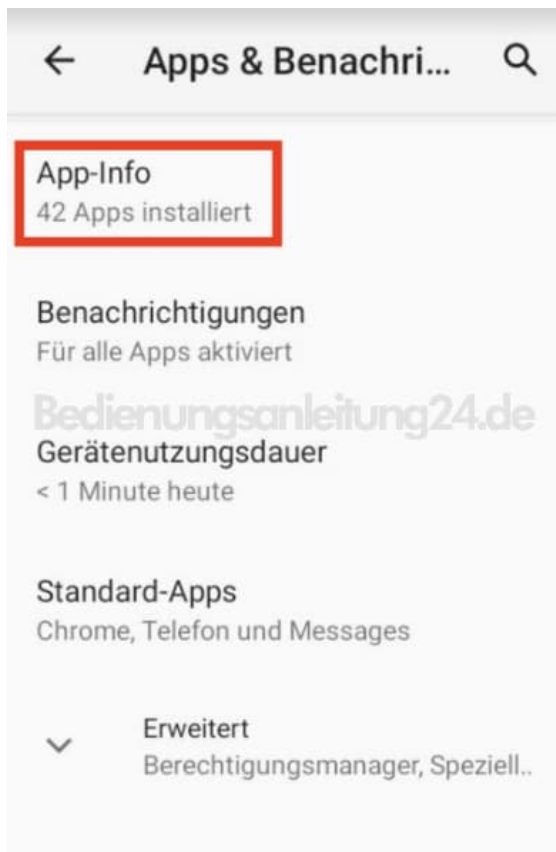 Apps & Benachri...
App-Info
42 Apps installiert
Benachrichtigungen
Für alle Apps aktiviert
Bedienungsanleitung24.de
Gerätenutzungsdauer
< 1 Minute heute
Standard-Apps
Chrome, Telefon und Messages
Erweitert
Berechtigungsmanager, Speziell..